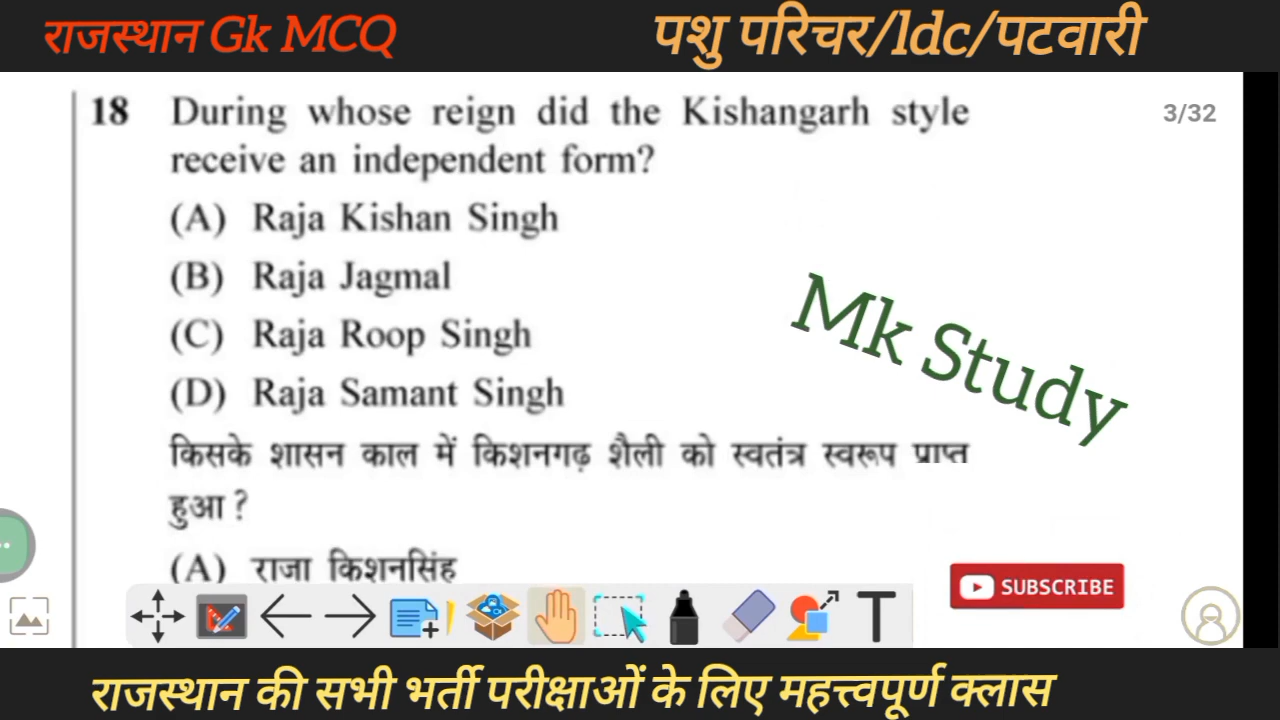 राजस्थान Gk MCQ
पशु परिचर/ldc/पटवारी
18 During whose reign did the Kishangarh style
receive an independent form?
3/32
(A) Raja Kishan Singh
(B) Raja Jagmal
(C) Raja Roop Singh
(D) Raja Samant Singh
Mk Study
किसके शासन काल में किशनगढ़ शैली को स्वतंत्र स्वरूप प्राप्त
हुआ ?
(A) राजा किशनसिंह
SUBSCRIBE
T
राजस्थान की सभी भर्ती परीक्षाओं के लिए महत्त्वपूर्ण क्लास